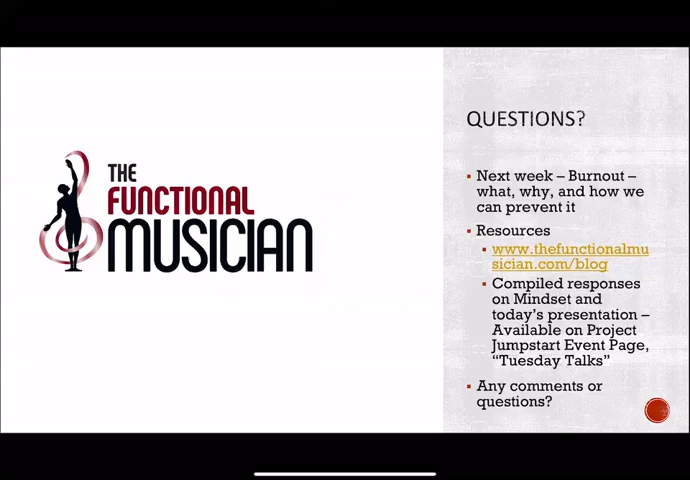 THE
FUNCTIONAL
MUSICIAN
QUESTIONS?
Next week – Burnout –
what, why, and how we
can prevent it
Resources
www.thefunctionalmu
sician.com/blog
Compiled responses
on Mindset and
today's presentation –
Available on Project
Jumpstart Event Page,
"Tuesday Talks"
Any comments or
questions?